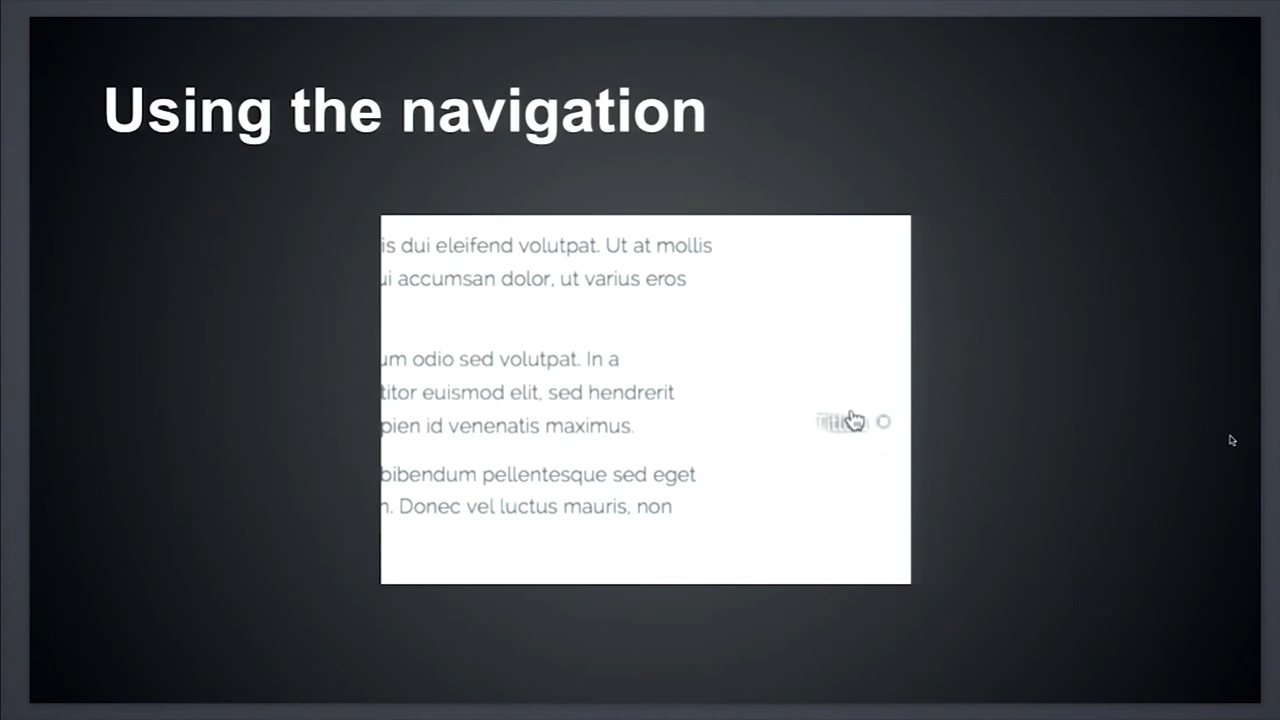 Using the navigation
is dui eleifend volutpat. Ut at mollis
ui accumsan dolor, ut varius eros
um odio sed volutpat. In a
titor euismod elit, sed hendrerit
pien id venenatis maximus.
bibendum pellentesque sed eget
n. Donec vel luctus mauris, non